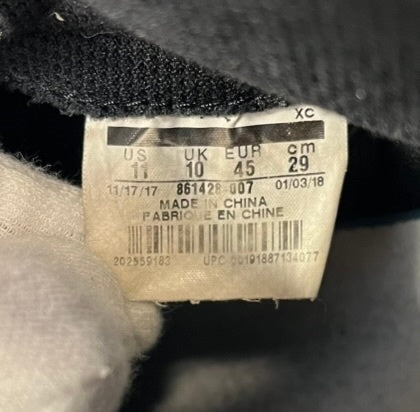 XC
US UK EUR cm
11 10 45 29
11/17/17 861428-007 01/03/18
MADE IN CHINA
FABRIQUE EN CHINE
202559183 UPC 00191887134077